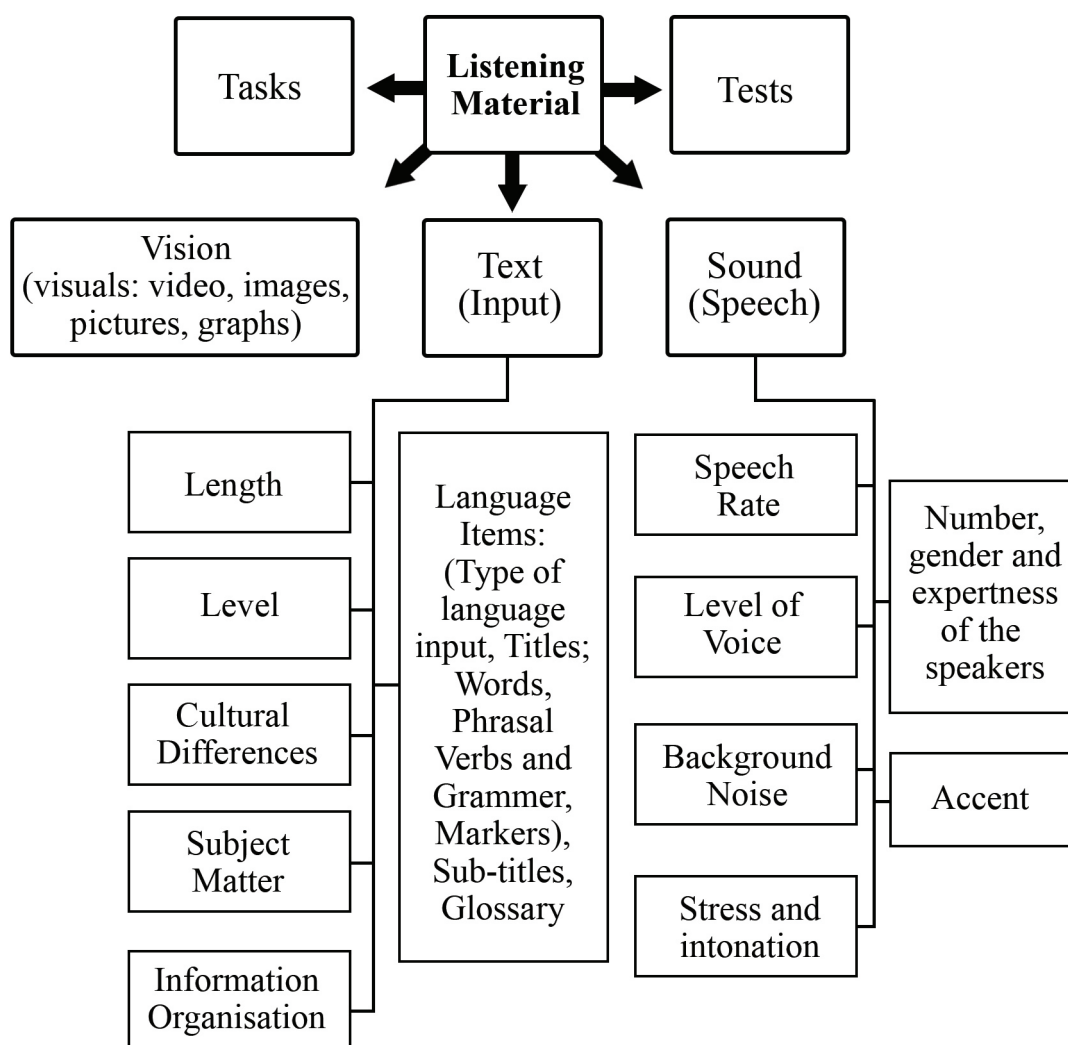 Tasks
Listening
Material
Tests
Vision
(visuals: video, images,
pictures, graphs)
Text
(Input)
Sound
(Speech)
Length
Level
Cultural
Differences
Subject
Matter
Information
Organisation
Language
Items:
(Type of
language
input, Titles;
Words,
Phrasal
Verbs and
Grammer,
Markers),
Sub-titles,
Glossary
Speech
Rate
Level of
Voice
Background
Noise
Stress and
intonation
Number,
gender and
expertness
of the
speakers
Accent